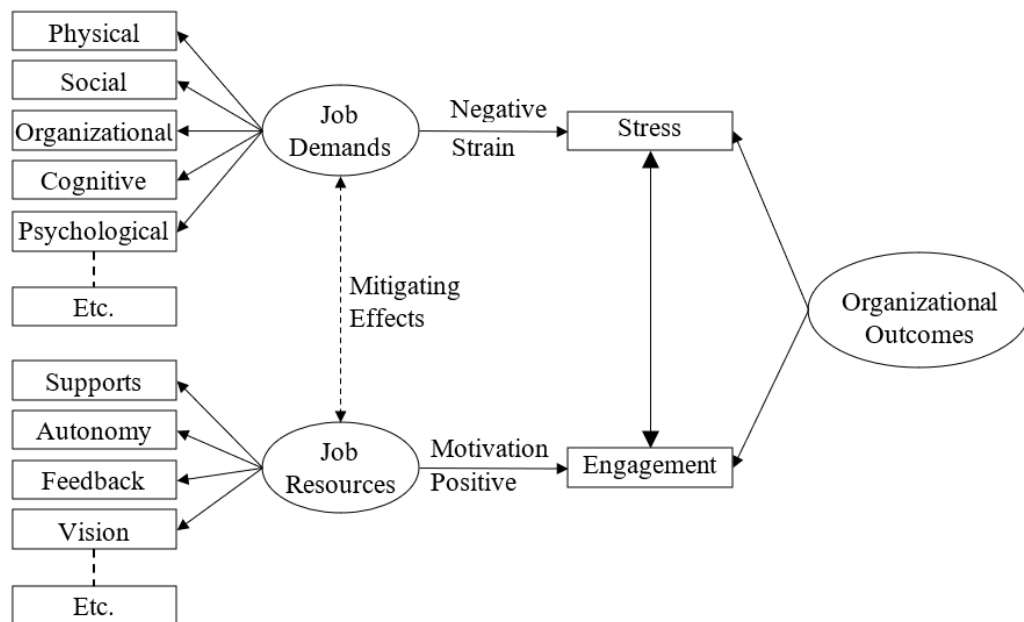 Physical
Social
Organizational
Cognitive
Psychological
Etc.
Job
Demands
Negative
Strain
Stress
Mitigating
Effects
Organizational
Outcomes
Supports
Autonomy
Feedback
Vision
Etc.
Job
Resources
Motivation
Positive
Engagement